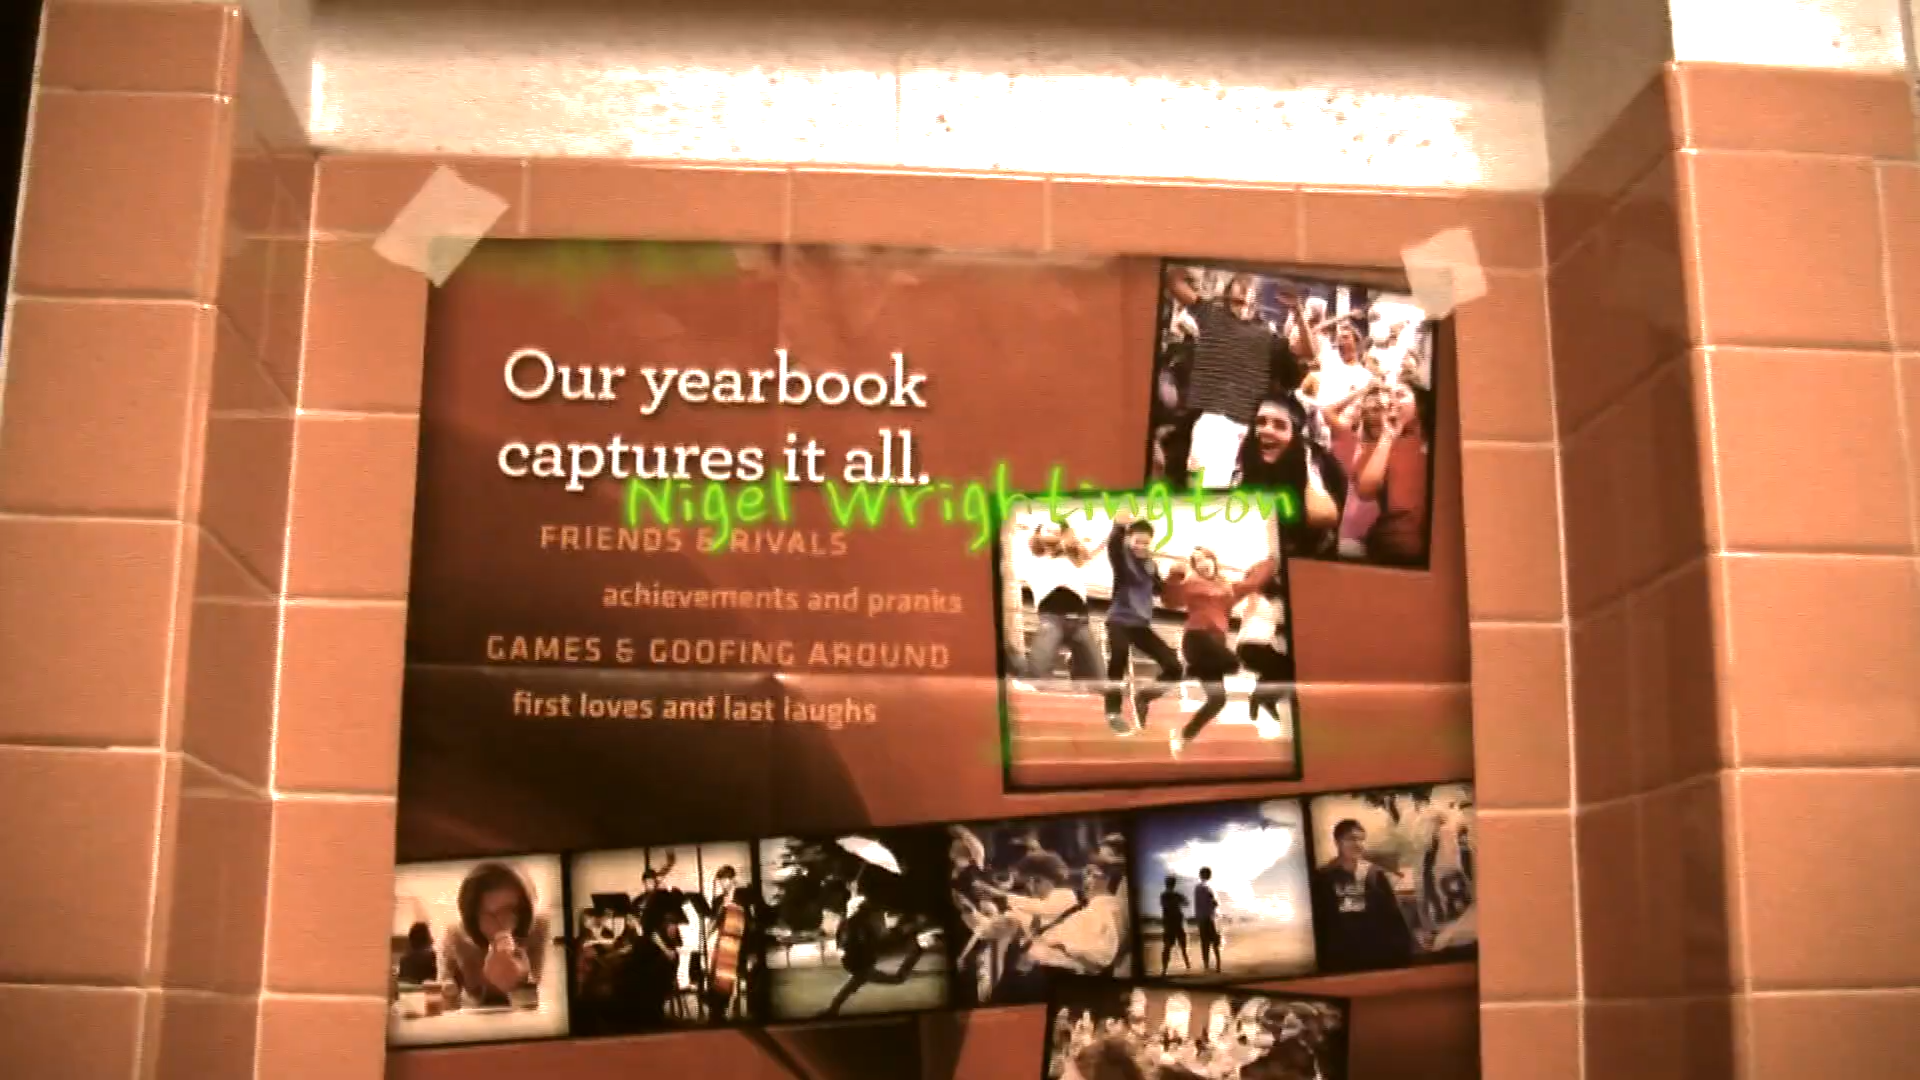 Our yearbook
captures it all.
Nigel Wrightington
FRIENDS & RIVALS
achievements and pranks
GAMES & GOOFING AROUND
first loves and last laughs